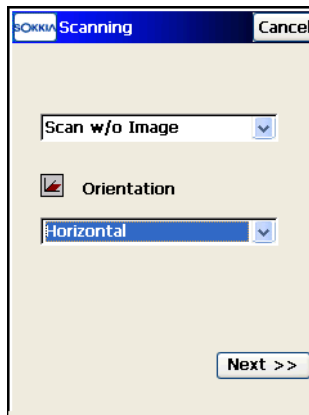 SOKKIA Scanning Cancel
Scan w/o Image
Orientation
Horizontal
Next >>